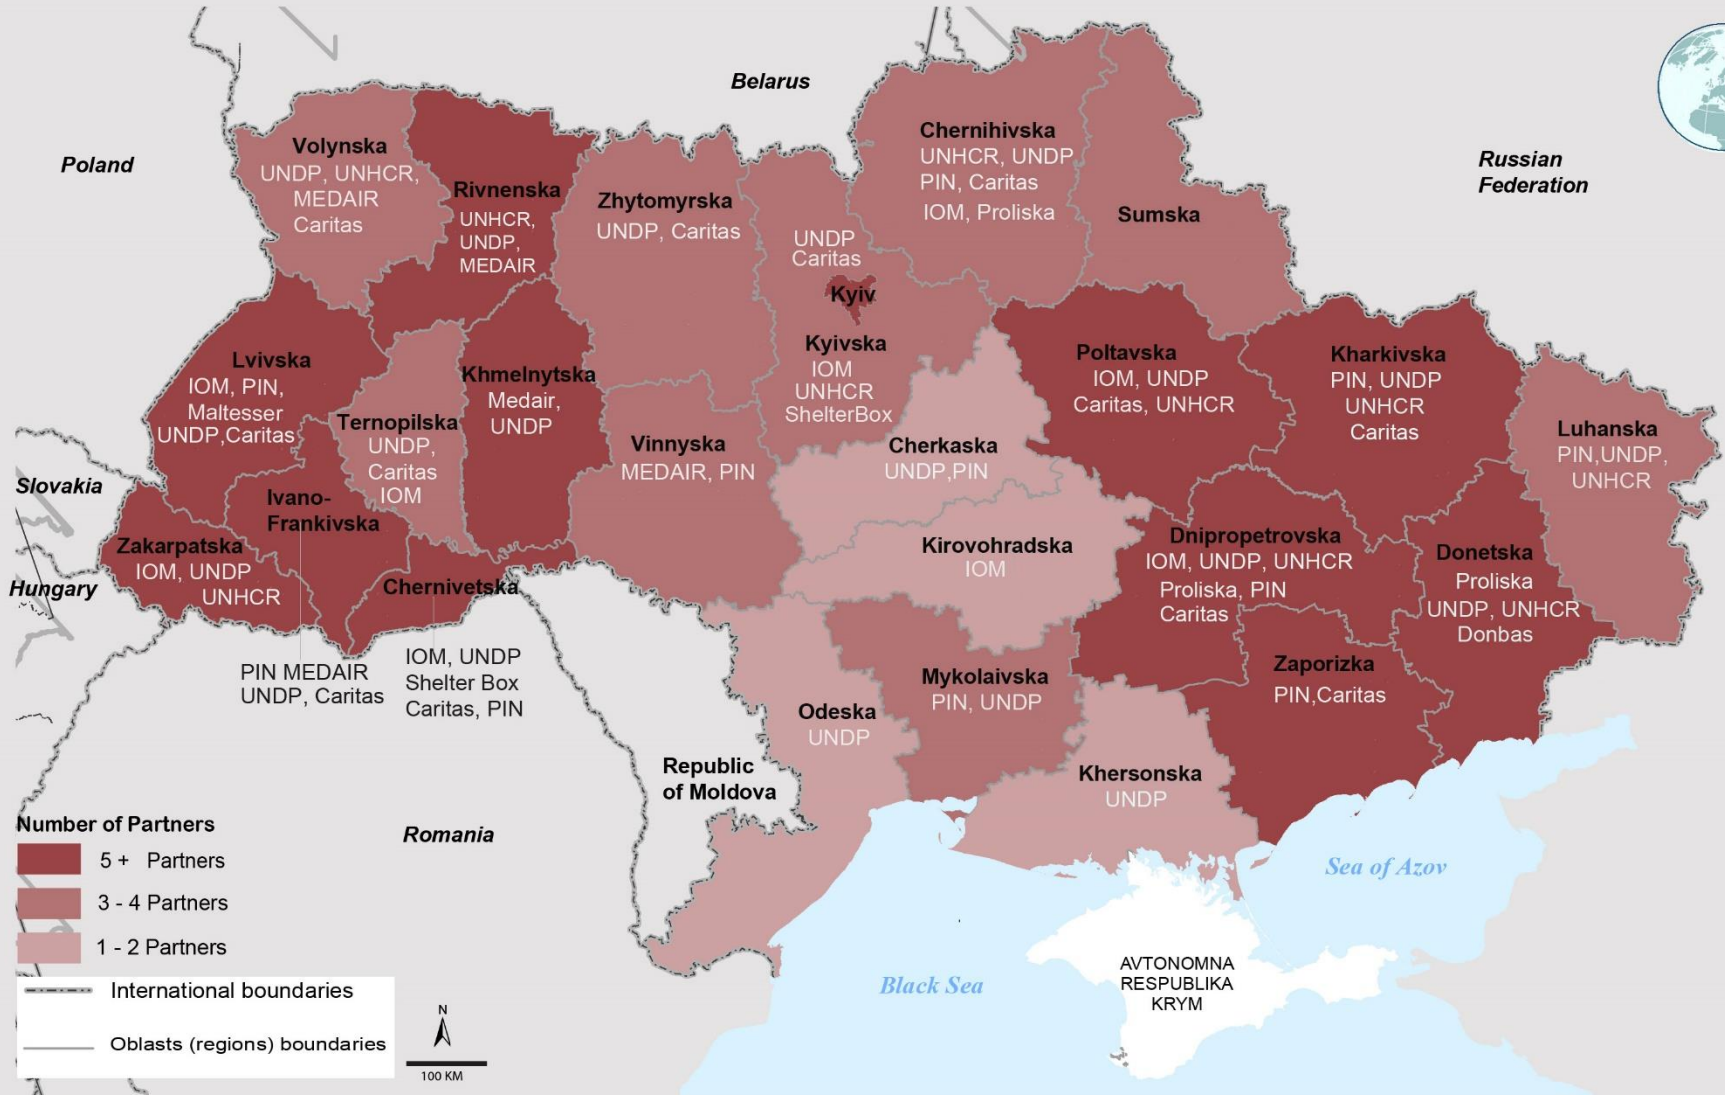 Belarus
Poland
Russian
Federation
Volynska
UNDP, UNHCR,
MEDAIR
Caritas
Rivnenska
UNHCR,
UNDP,
MEDAIR
Zhytomyrska
UNDP, Caritas
UNDP
Caritas
Kyiv
Kyivska
IOM
UNHCR
ShelterBox
Chernihivska
UNHCR, UNDP
PIN, Caritas
IOM, Proliska
Sumska
Lvivska
IOM, PIN,
Maltesser
UNDP,Caritas
Ternopilska
UNDP,
Caritas
IOM
Khmelnytska
Medair,
UNDP
Vinnyska
MEDAIR, PIN
Cherkaska
UNDP,PIN
Poltavska
IOM, UNDP
Caritas, UNHCR
Kharkivska
PIN, UNDP
UNHCR
Caritas
Luhanska
PIN,UNDP,
UNHCR
Slovakia
Hungary
Zakarpatska
IOM, UNDP
UNHCR
Ivano-
Frankivska
PIN MEDAIR
UNDP, Caritas
Chernivetska
IOM, UNDP
Shelter Box
Caritas, PIN
Kirovohradska
IOM
Dnipropetrovska
IOM, UNDP, UNHCR
Proliska, PIN
Caritas
Donetska
Proliska
UNDP, UNHCR
Donbas
Zaporizka
PIN,Caritas
Mykolaivska
PIN, UNDP
Odeska
UNDP
Khersonska
UNDP
Republic
of Moldova
Romania
Sea of Azov
Black Sea
AVTONOMNA
RESPUBLIKA
KRYM
Number of Partners
5 + Partners
3 - 4 Partners
1 - 2 Partners
International boundaries
Oblasts (regions) boundaries
N
100 KM